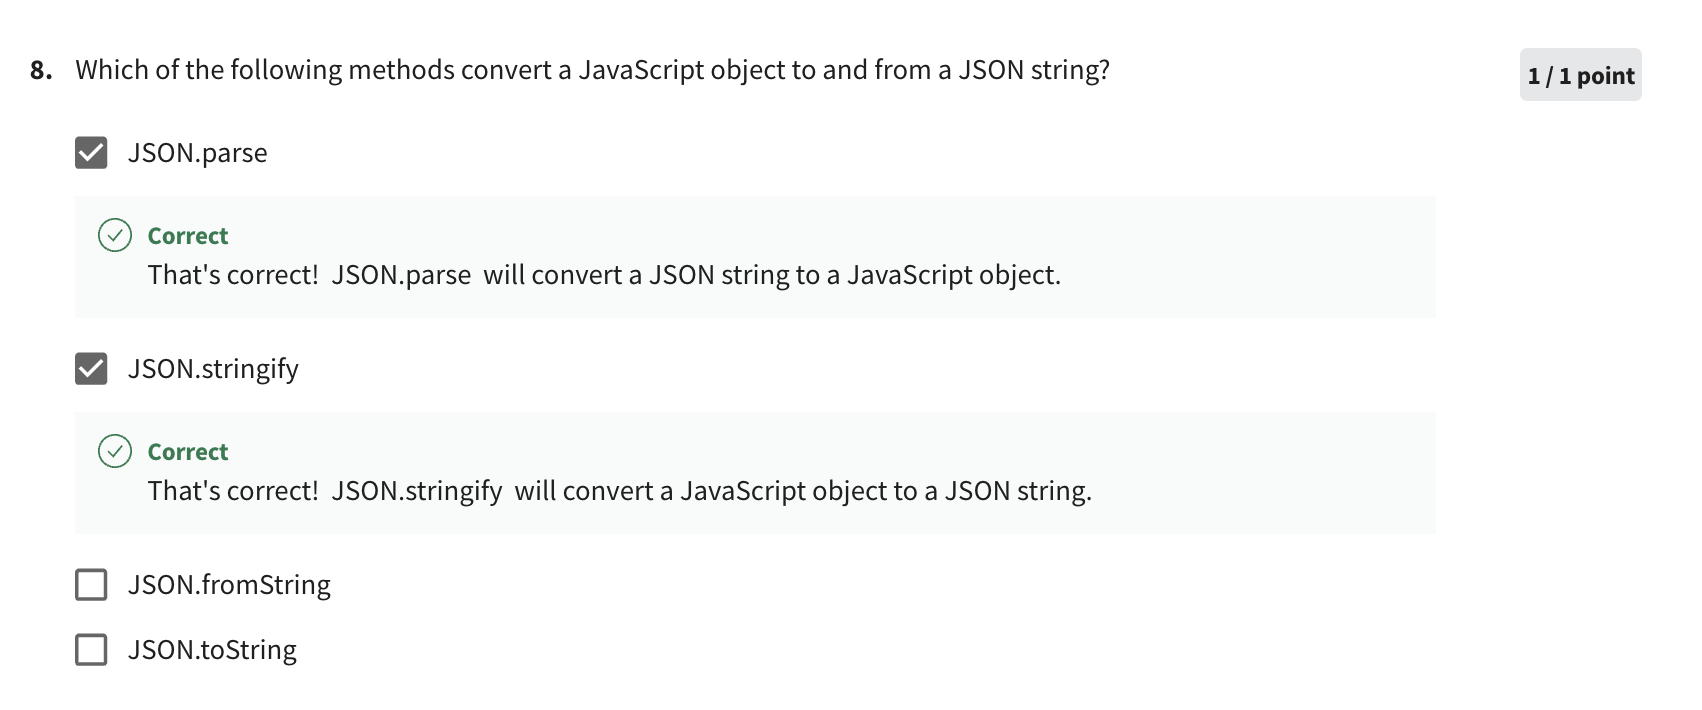 8. Which of the following methods convert a JavaScript object to and from a JSON string?
1 / 1 point
JSON.parse
Correct
That's correct! JSON.parse will convert a JSON string to a JavaScript object.
JSON.stringify
Correct
That's correct! JSON.stringify will convert a JavaScript object to a JSON string.
JSON.fromString
JSON.toString